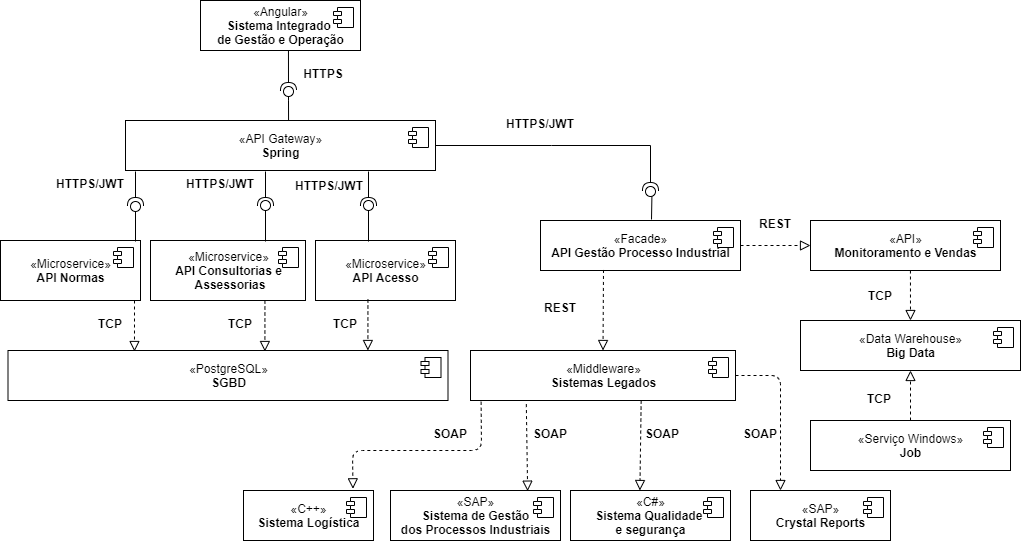 «Angular»
Sistema Integrado
de Gestão e Operação
HTTPS
«API Gateway»
Spring
HTTPS/JWT
HTTPS/JWT
HTTPS/JWT
HTTPS/JWT
«Microservice»
API Normas
«Microservice»
API Consultorias e
Assessorias
«Microservice»
API Acesso
«Facade»
API Gestão Processo Industrial
REST
«API»
Monitoramento e Vendas
TCP
TCP
TCP
REST
TCP
«PostgreSQL»
SGBD
«Middleware»
Sistemas Legados
«Data Warehouse»
Big Data
TCP
SOAP
SOAP
SOAP
SOAP
«Serviço Windows»
Job
«C++»
Sistema Logística
«SAP»
Sistema de Gestão
dos Processos Industriais
«C#»
Sistema Qualidade
e segurança
«SAP»
Crystal Reports